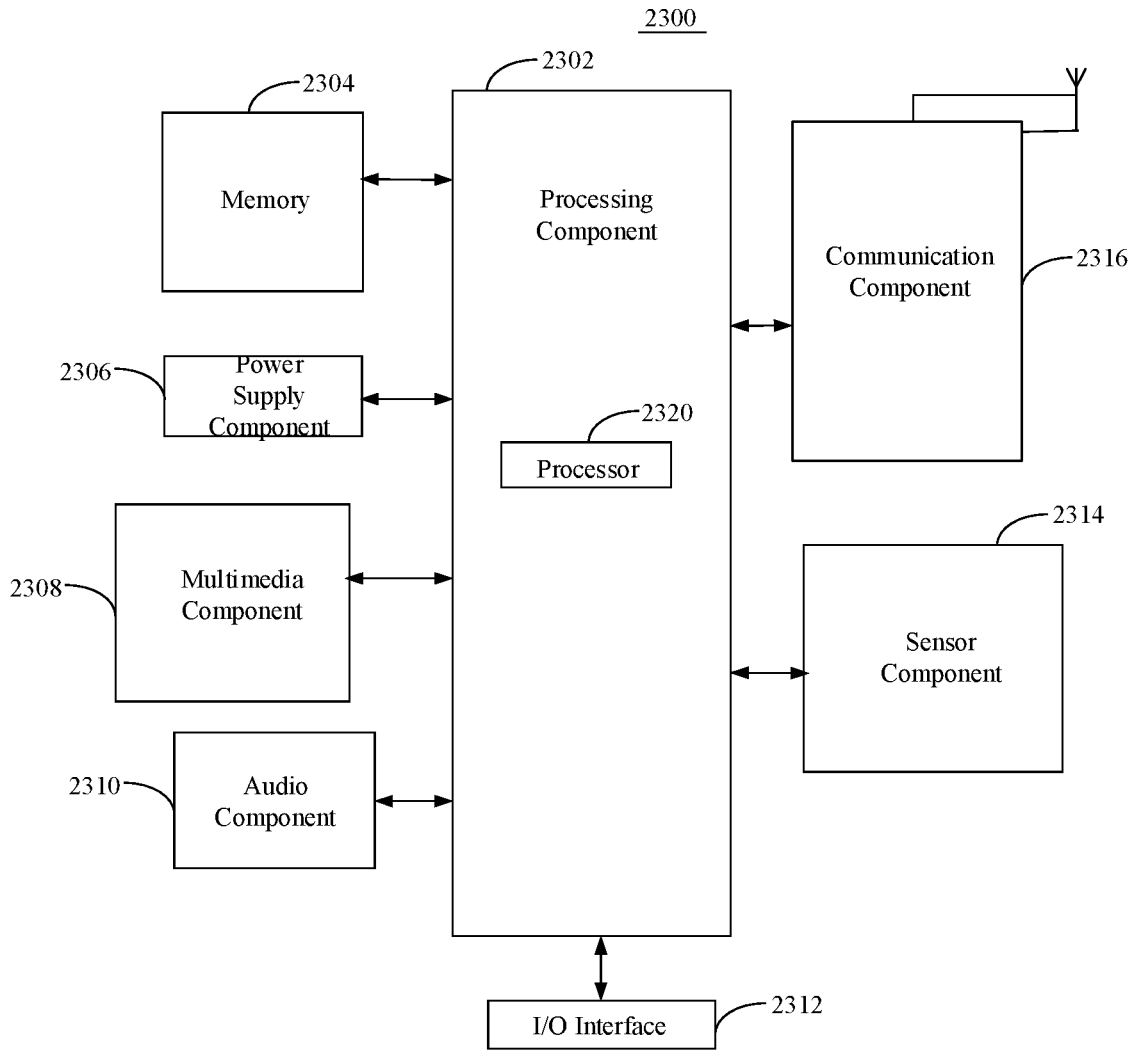 2300
2302
2304
Memory
Processing
Component
Communication
Component
2316
2306
Power
Supply
Component
2320
Processor
2308
Multimedia
Component
2314
Sensor
Component
2310
Audio
Component
I/O Interface
2312